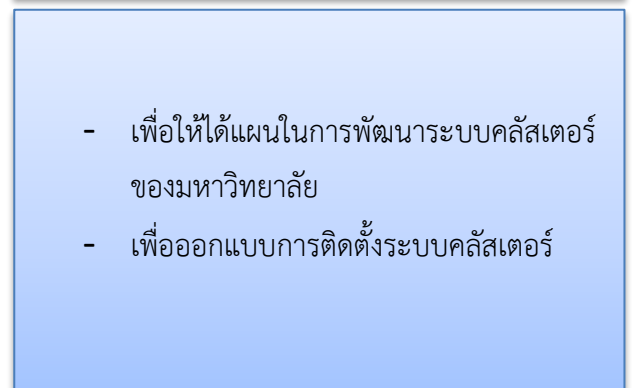 - เพื่อให้ได้แผนในการพัฒนาระบบคลัสเตอร์
ของมหาวิทยาลัย
- เพื่อออกแบบการติดตั้งระบบคลัสเตอร์